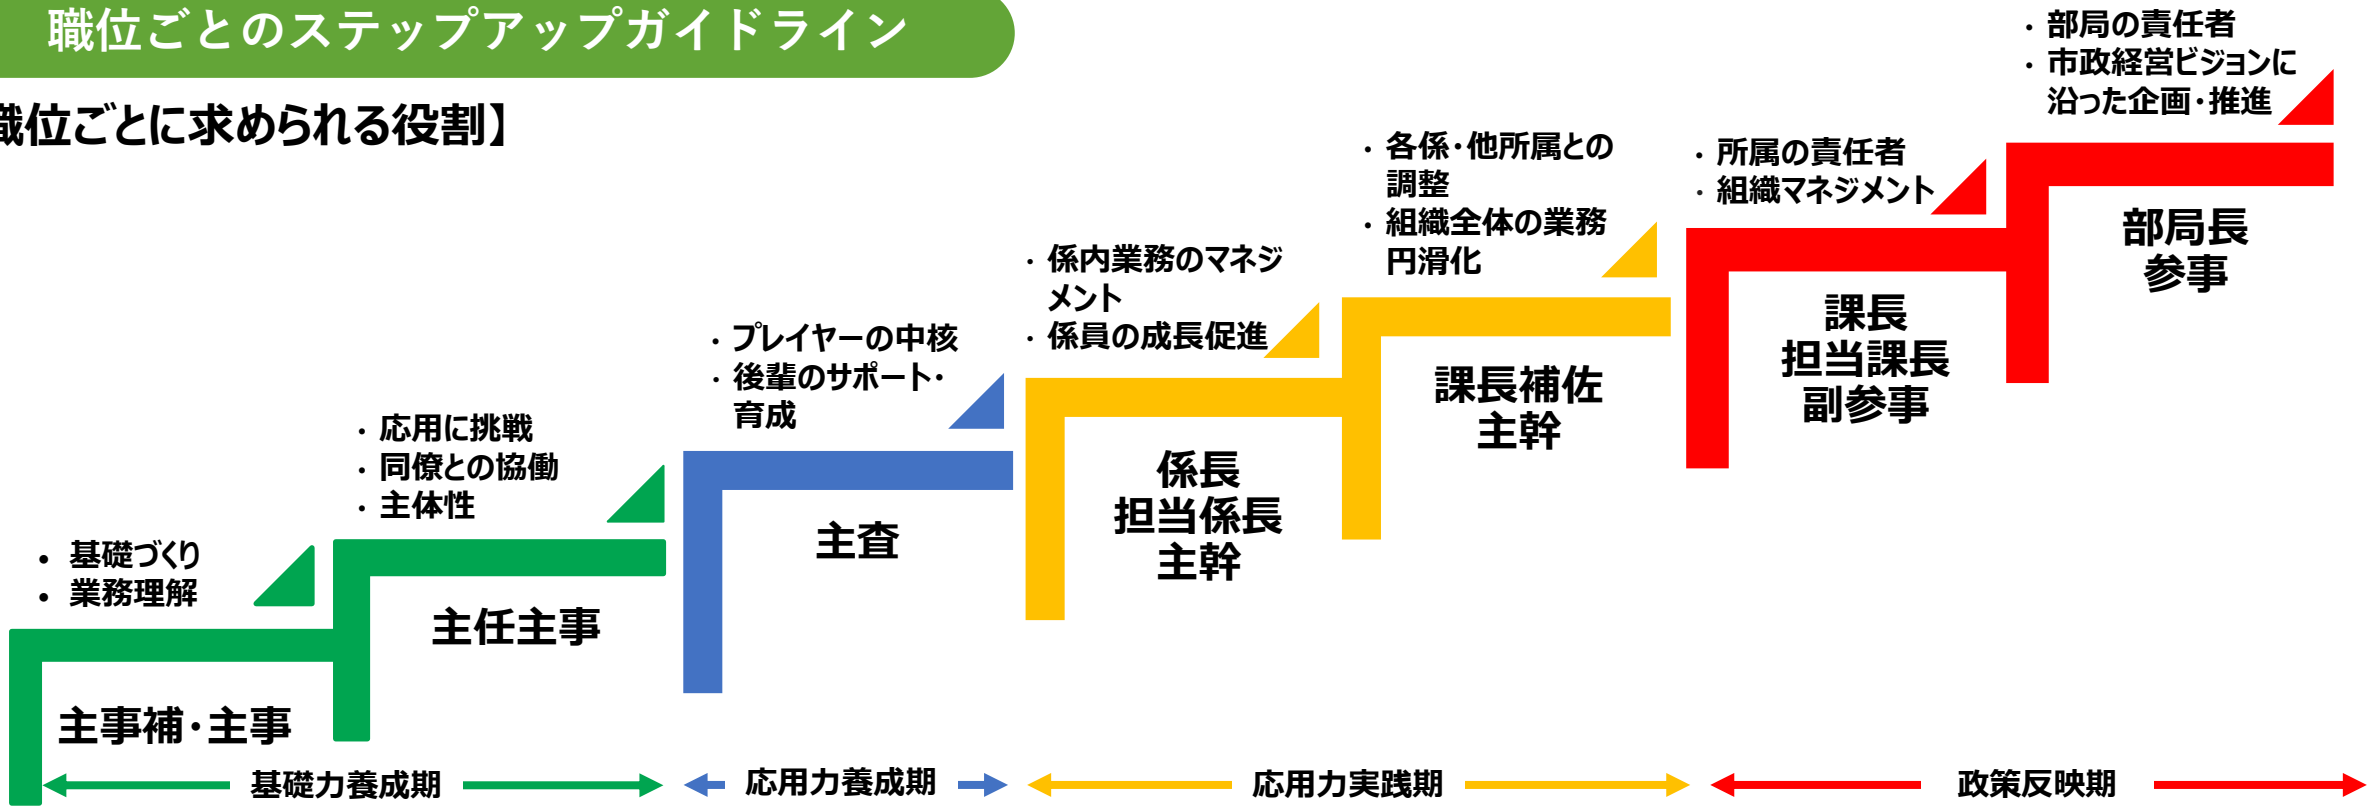 職位ごとのステップアップガイドライン
職位ごとに求められる役割】
・部局の責任者
・市政経営ビジョンに
沿った企画・推進
・各係・他所属との
調整
・組織全体の業務
円滑化
・所属の責任者
・組織マネジメント
・係内業務のマネジ
メント
・係員の成長促進
・プレイヤーの中核
・後輩のサポート・
育成
・応用に挑戦
・同僚との協働
・主体性
• 基礎づくり
• 業務理解
主事補・主事
主任主事
主査
係長
担当係長
主幹
課長補佐
主幹
課長
担当課長
副参事
部局長
参事
基礎力養成期
応用力養成期
応用力実践期
政策反映期